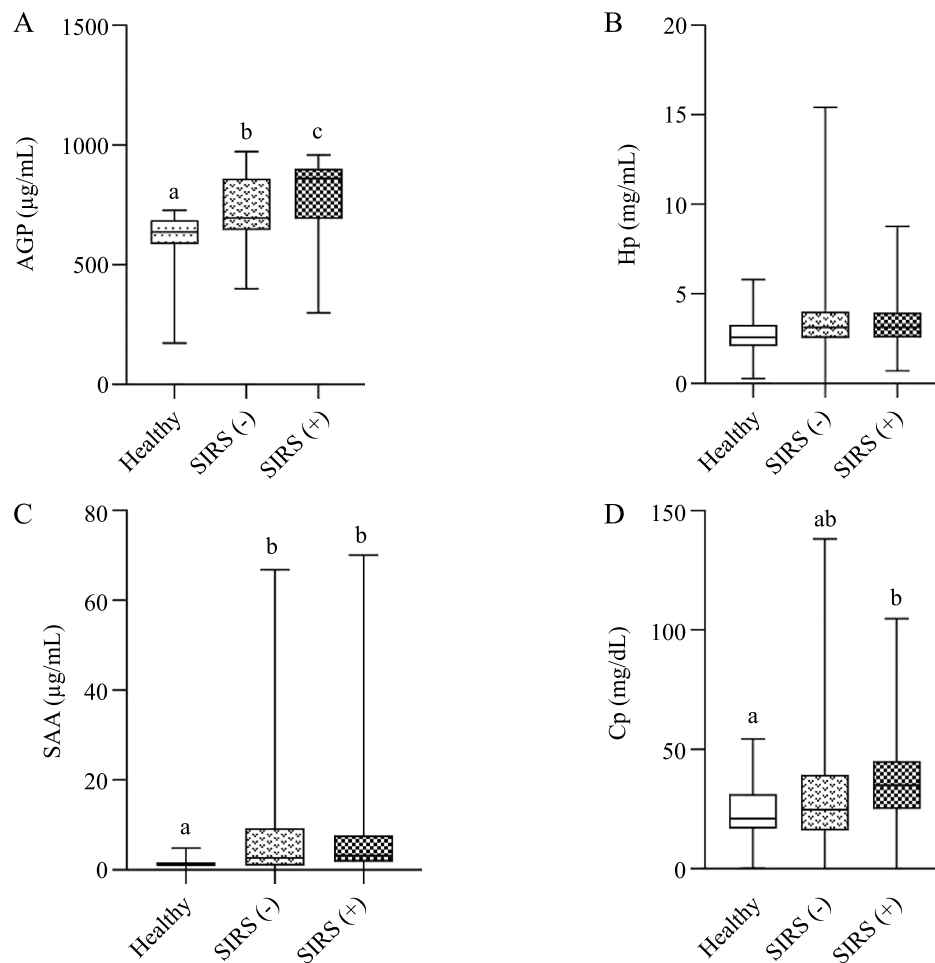 A
AGP (µg/mL)
1500
1000
500
0
a
b
c
Healthy
SIRS (-)
SIRS (+)
B
Hp (mg/mL)
20
15
10
5
0
Healthy
SIRS (-)
SIRS (+)
C
SAA (µg/mL)
80
60
40
20
0
a
b
b
Healthy
SIRS (-)
SIRS (+)
D
Cp (mg/dL)
150
100
50
0
a
ab
b
Healthy
SIRS (-)
SIRS (+)